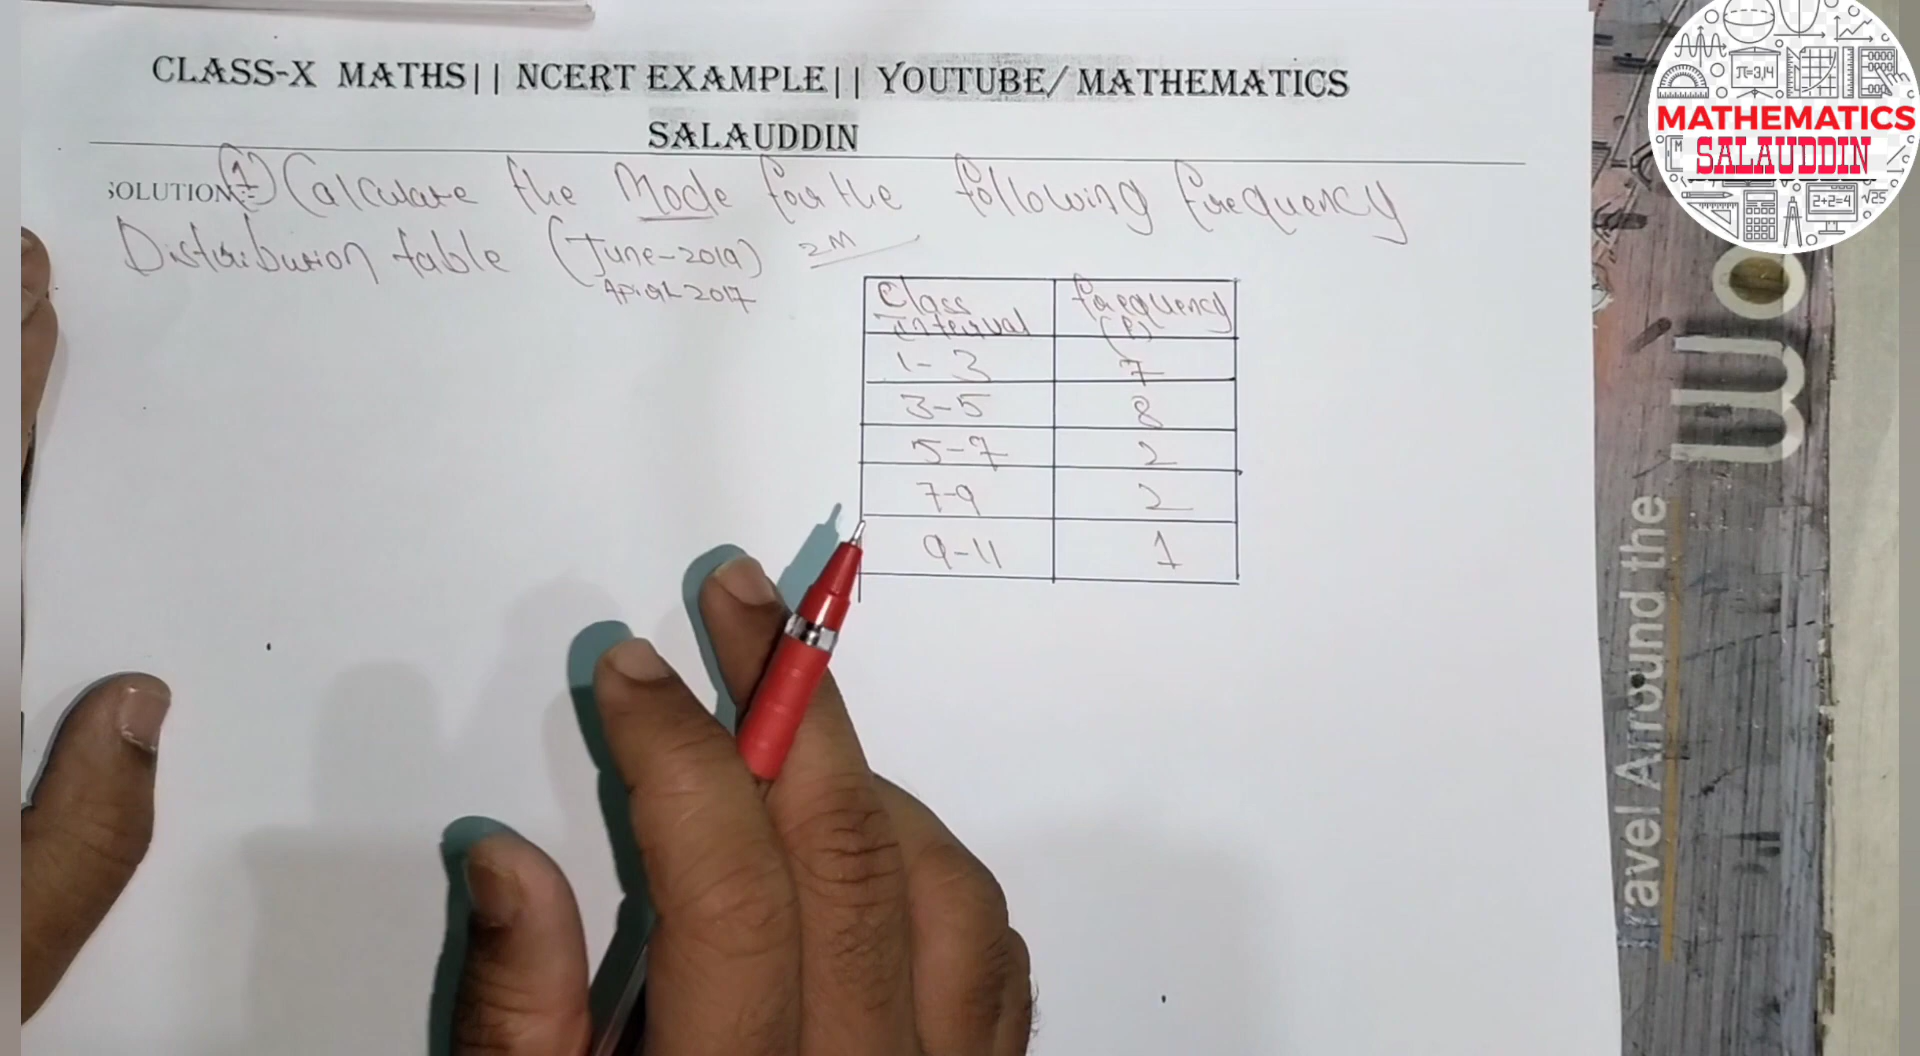 CLASS-X MATHS|| NCERT EXAMPLE|| YOUTUBE/ MATHEMATICS
SALAUDDIN
SOLUTION:-
1) Calculate the Mode for the following frequency
Distribution table (June-2019) 2M
April 2017
Class interval frequency (f)
1-3 7
3-5 8
5-7 2
7-9 2
9-11 1
π=3,14
MATHEMATICS
SALAUDDIN
2+2=4
√25
ravel Arround the
Wo